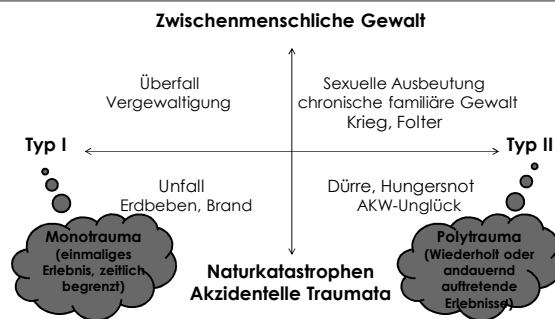 Zwischenmenschliche Gewalt
Überfall
Vergewaltigung
Sexuelle Ausbeutung
chronische familiäre Gewalt
Krieg, Folter
Typ I
Typ II
Unfall
Erdbeben, Brand
Dürre, Hungersnot
AKW-Unglück
Monotrauma
(einmaliges
Erlebnis, zeitlich
begrenzt)
Polytrauma
(Wiederholt oder
andauernd
auftretende
Erlebnisse)
Naturkatastrophen
Akzidentelle Traumata